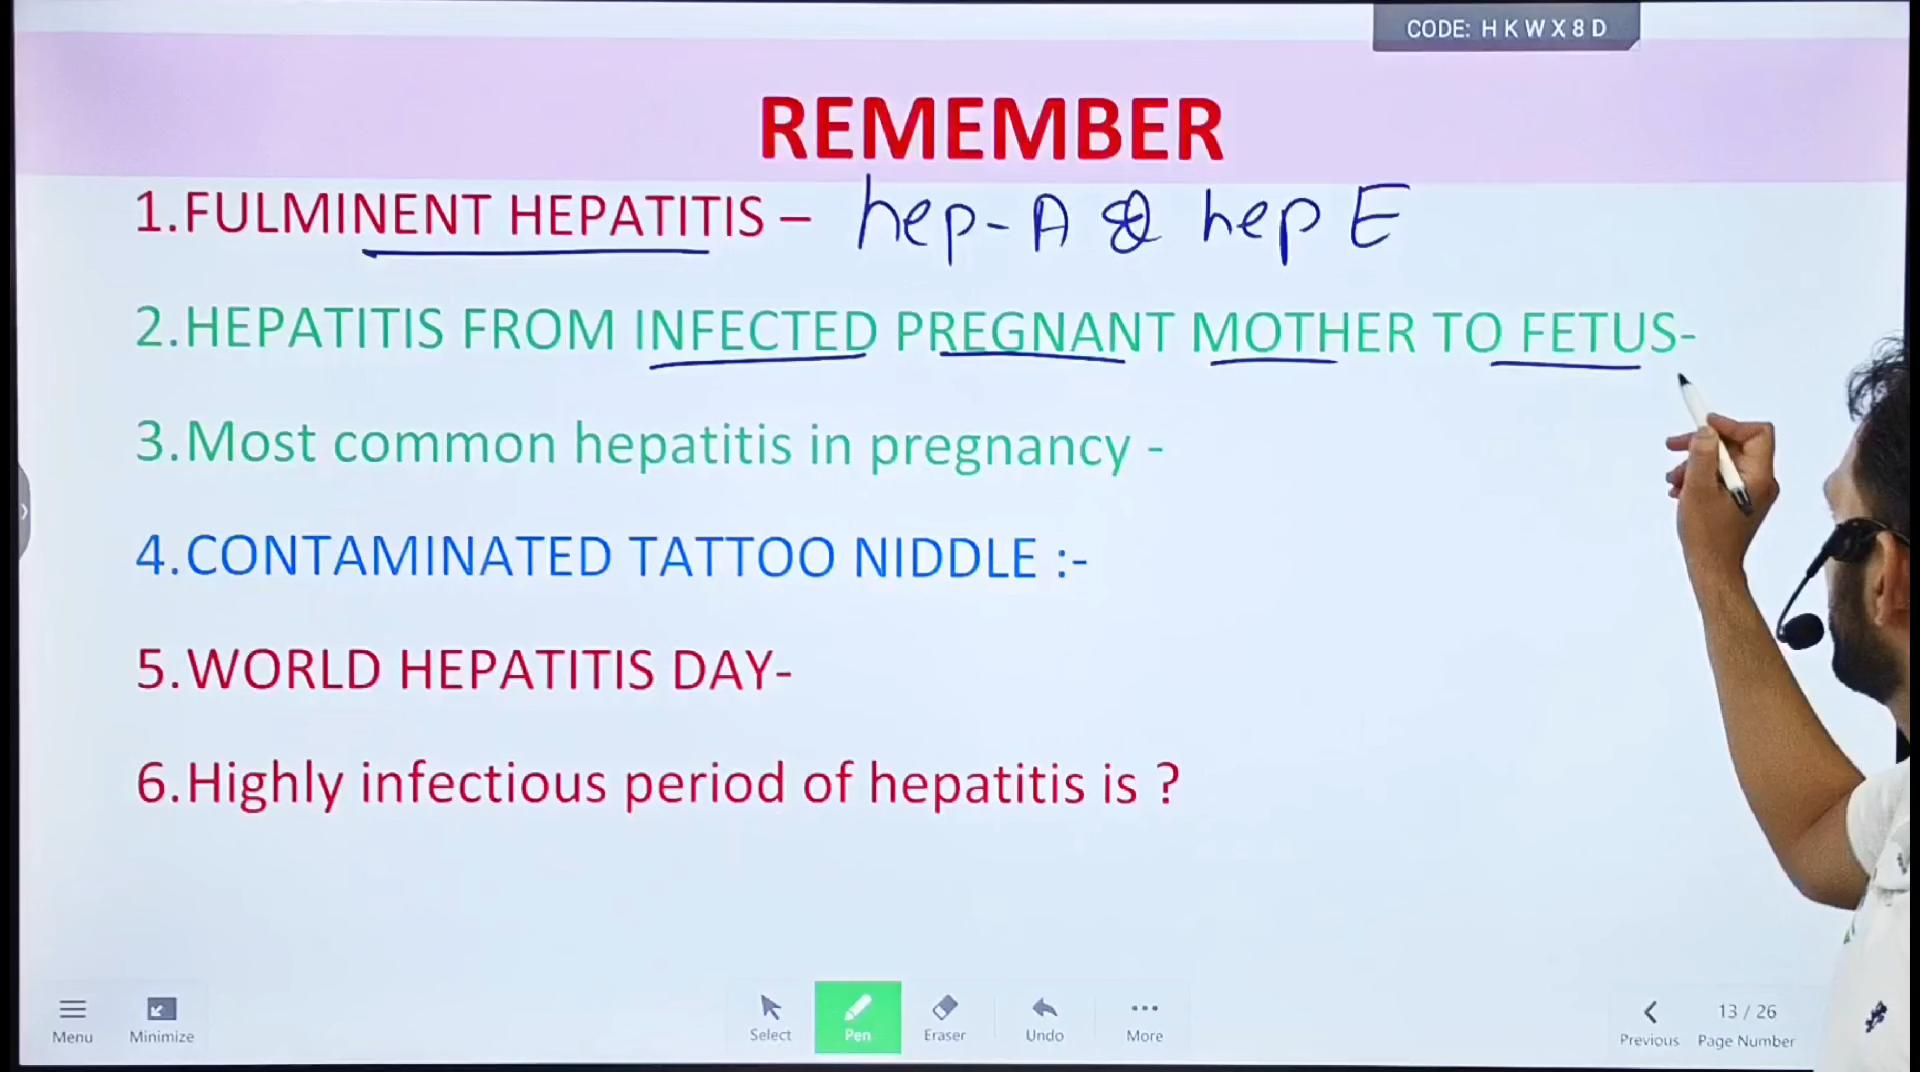 CODE: H K W X 8 D
REMEMBER
1.FULMINENT HEPATITIS – hep-A & hep E
2.HEPATITIS FROM INFECTED PREGNANT MOTHER TO FETUS-
3.Most common hepatitis in pregnancy -
4.CONTAMINATED TATTOO NIDDLE :-
5.WORLD HEPATITIS DAY-
6.Highly infectious period of hepatitis is ?
Menu
Minimize
Select
Pen
Eraser
Undo
More
Previous
13 / 26
Page Number